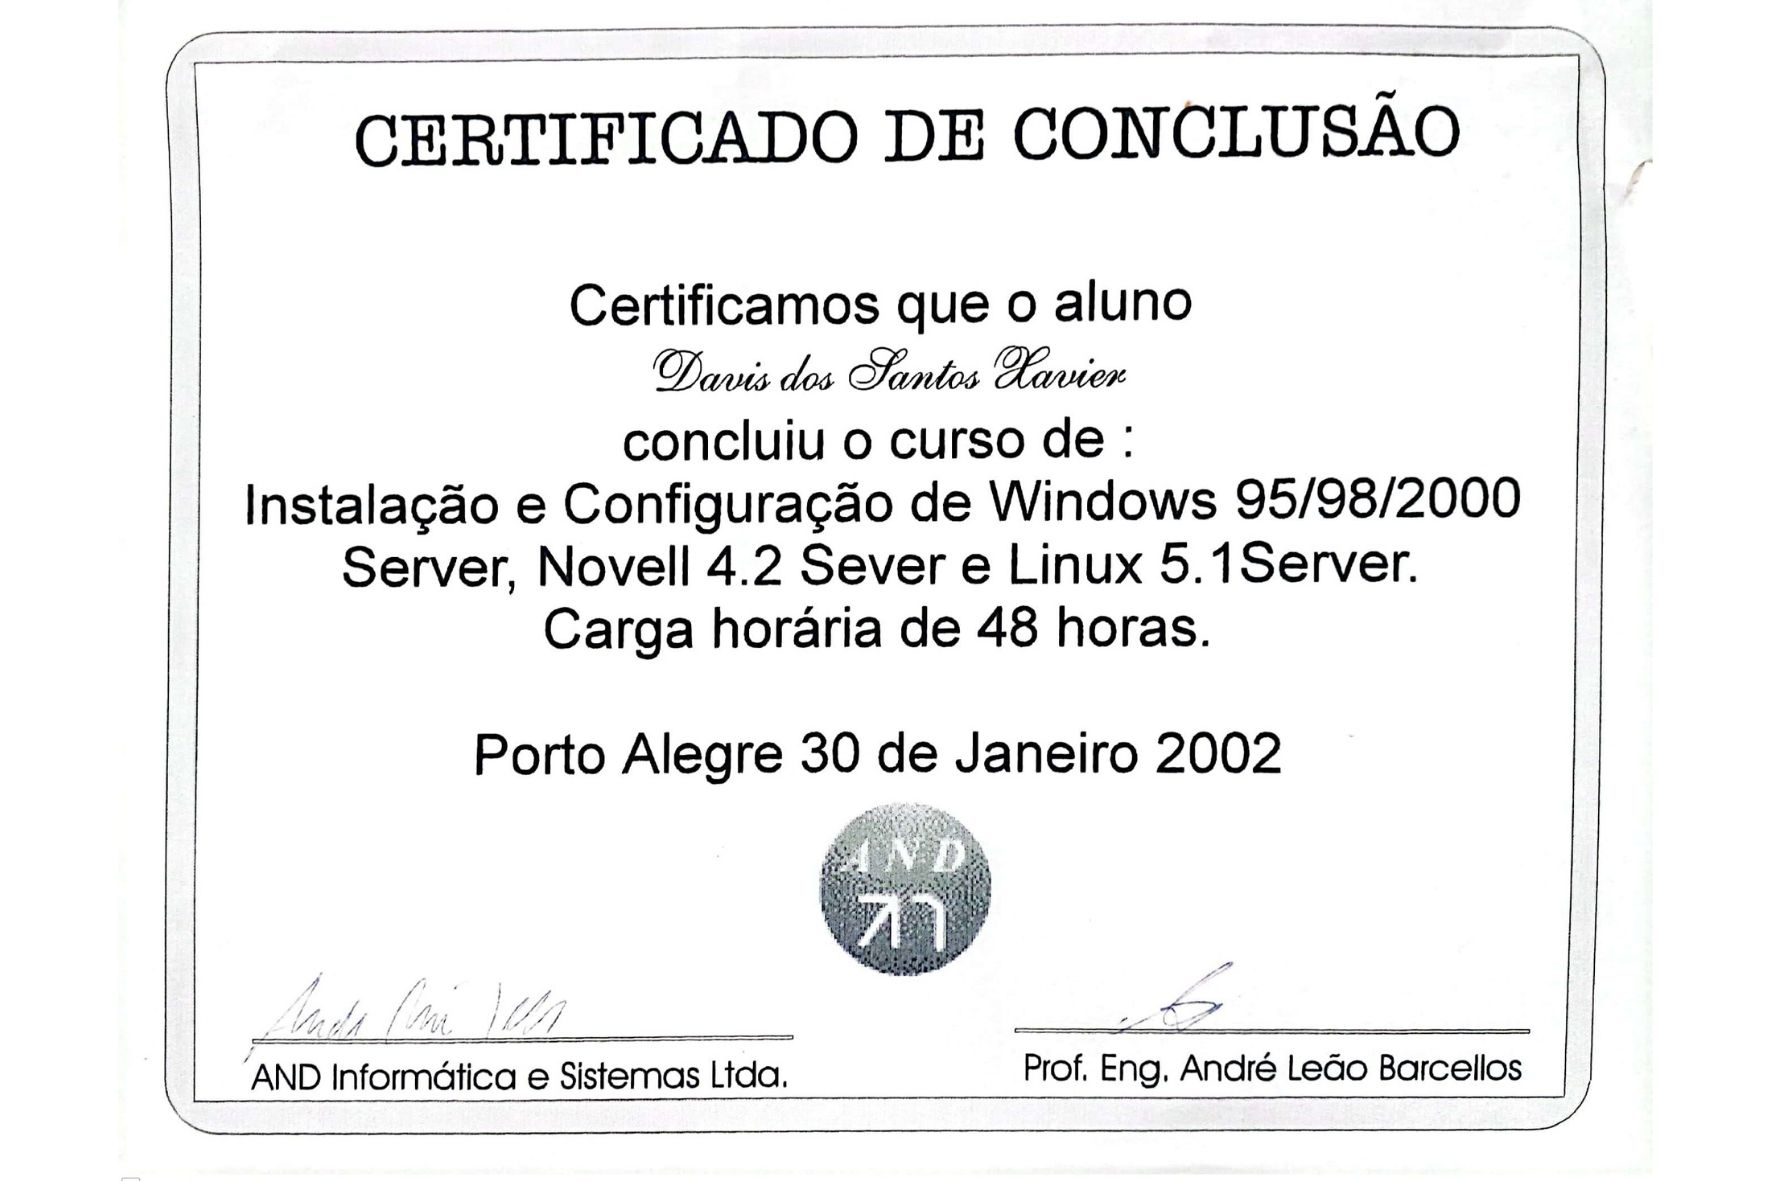 CERTIFICADO DE CONCLUSÃO
Certificamos que o aluno
Davis dos Santos Xavier
concluiu o curso de :
Instalação e Configuração de Windows 95/98/2000
Server, Novell 4.2 Sever e Linux 5.1Server.
Carga horária de 48 horas.
Porto Alegre 30 de Janeiro 2002
AND
AND Informática e Sistemas Ltda.
Prof. Eng. André Leão Barcellos